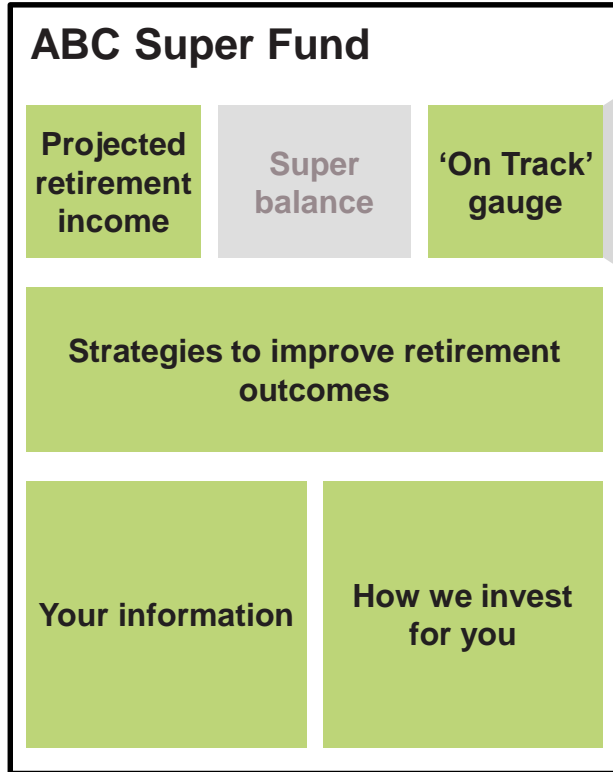 ABC Super Fund
Projected
retirement
income
Super
balance
‘On Track’
gauge
Strategies to improve retirement
outcomes
Your information
How we invest
for you